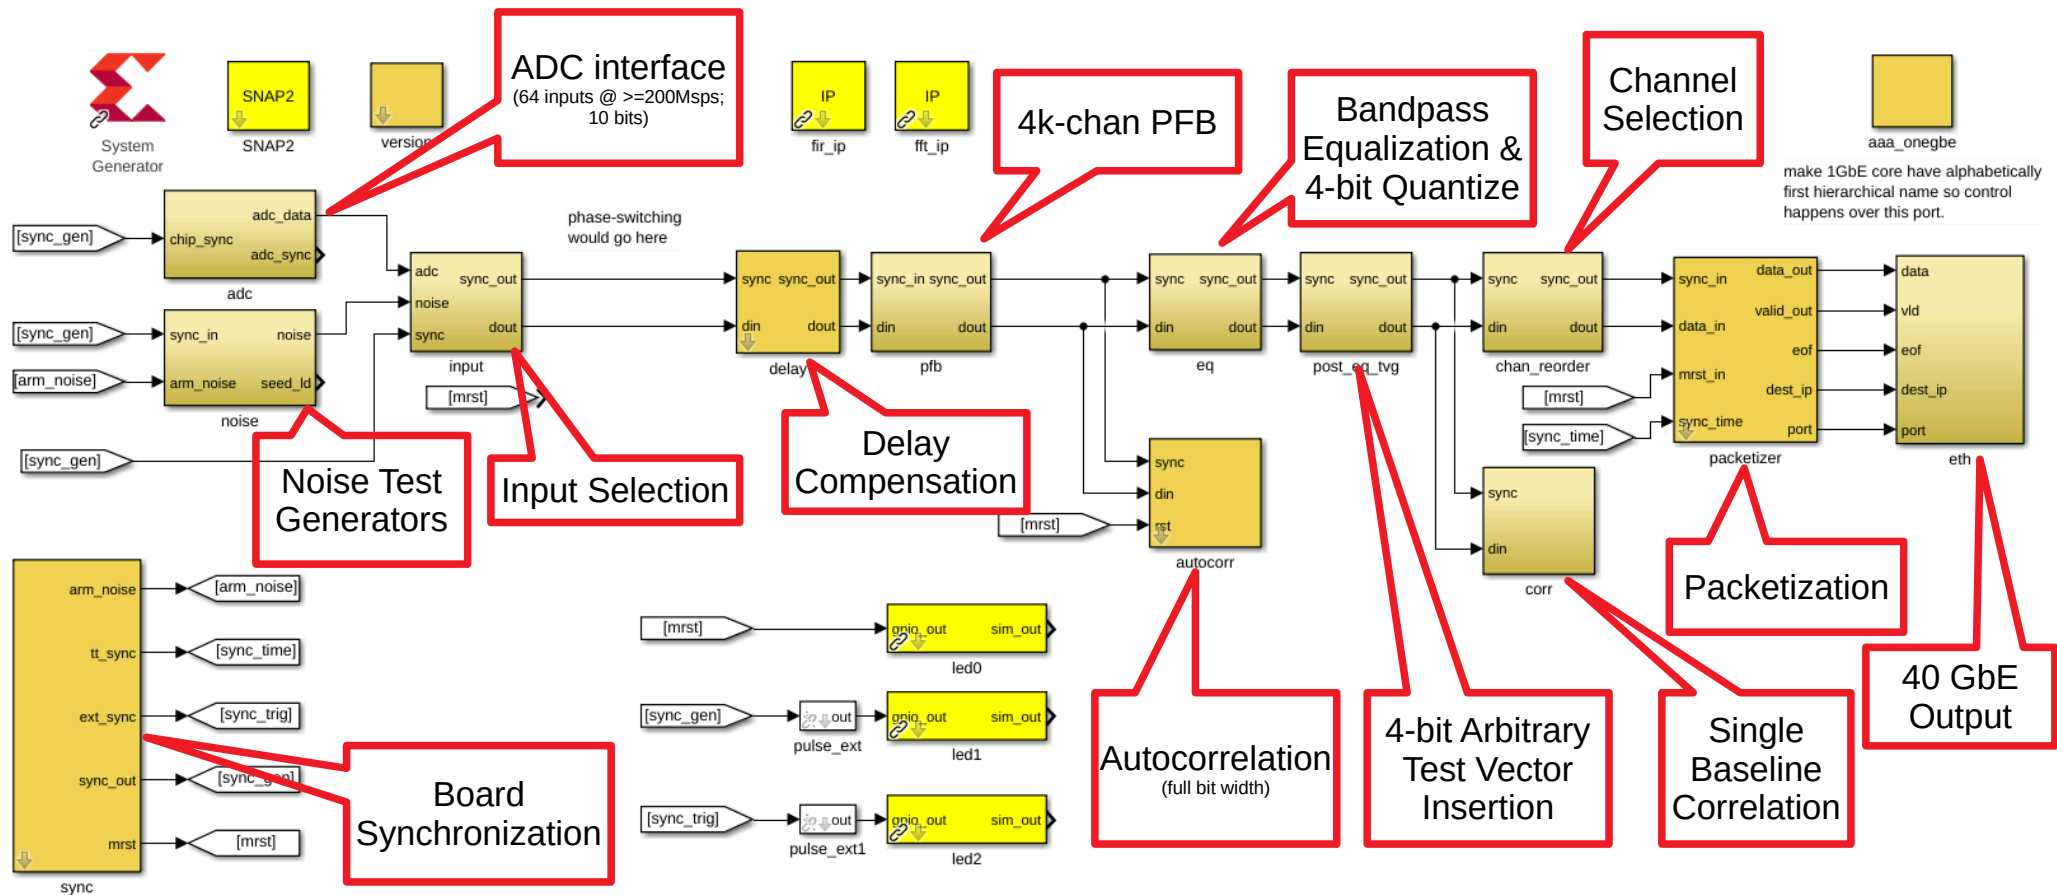 ADC interface
(64 inputs @ >=200Msps;
10 bits)
4k-chan PFB
Bandpass
Equalization &
4-bit Quantize
Channel
Selection
System
Generator
SNAP2
SNAP2
version
IP
fir_ip
IP
fft_ip
aaa_onegbe
make 1GbE core have alphabetically
first hierarchical name so control
happens over this port.
[sync_gen]
chip_sync
adc_data
adc_sync
adc
phase-switching
would go here
[sync_gen]
[arm_noise]
sync_in
arm_noise
noise
seed_ld
noise
[sync_gen]
adc
noise
sync
sync_out
dout
input
[mrst]
sync
din
sync_out
dout
delay
sync_in
din
sync_out
dout
pfb
sync
din
sync_out
dout
eq
sync
din
sync_out
dout
post_eq_tvg
sync
din
sync_out
dout
chan_reorder
[mrst]
[sync_time]
sync_in
data_in
mrst_in
sync_time
data_out
valid_out
eof
dest_ip
port
packetizer
data
vld
eof
dest_ip
port
eth
Noise Test
Generators
Input Selection
Delay
Compensation
[mrst]
sync
din
rst
autocorr
sync
din
corr
Packetization
40 GbE
Output
arm_noise
tt_sync
ext_sync
sync_out
mrst
sync
[arm_noise]
[sync_time]
[sync_trig]
[sync_gen]
[mrst]
Board
Synchronization
[mrst]
gpio_out
sim_out
led0
[sync_gen]
out
pulse_ext
gpio_out
sim_out
led1
[sync_trig]
out
pulse_ext1
gpio_out
sim_out
led2
Autocorrelation
(full bit width)
4-bit Arbitrary
Test Vector
Insertion
Single
Baseline
Correlation